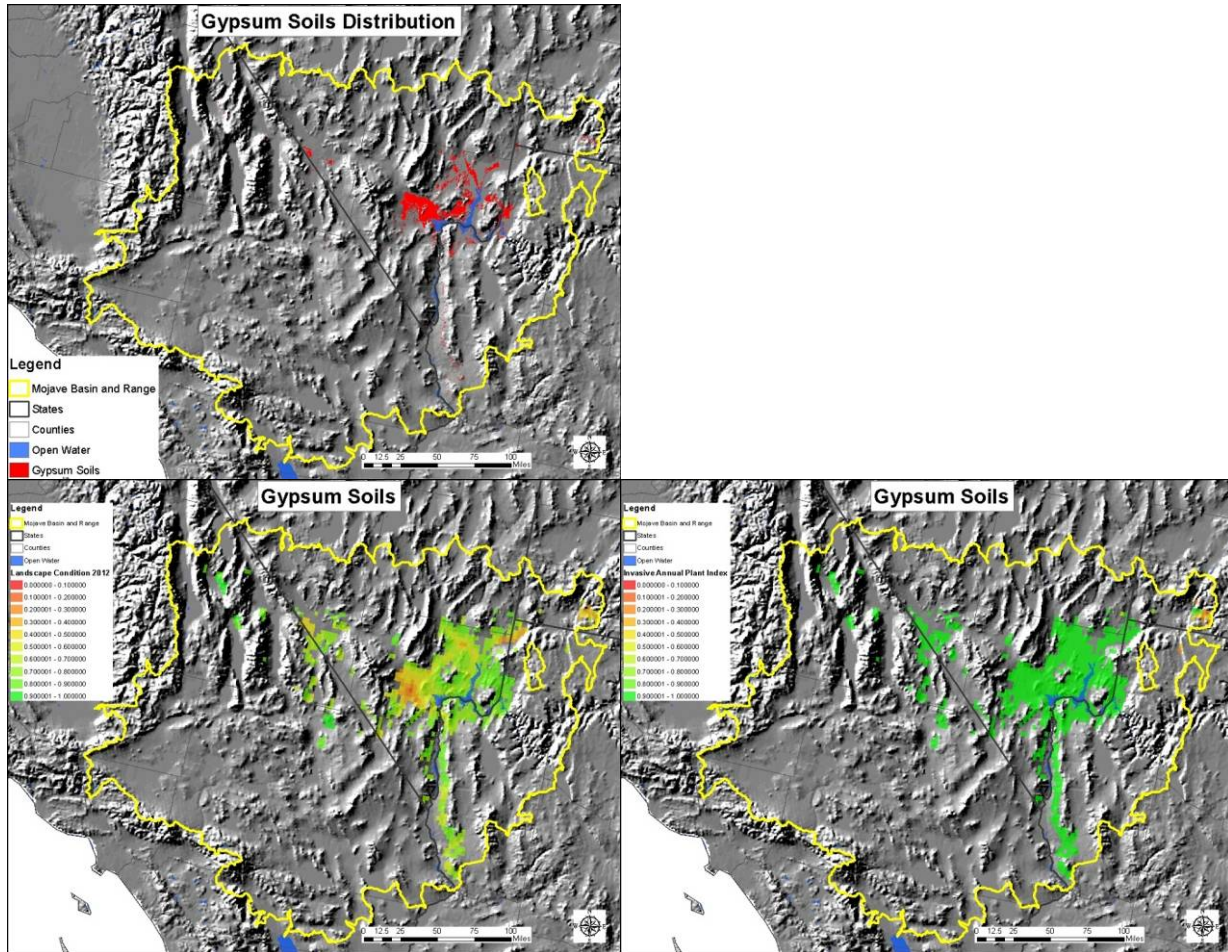 Gypsum Soils Distribution
Legend
Mojave Basin and Range
States
Counties
Open Water
Gypsum Soils
0 12.5 25 50 75 100
Miles
Gypsum Soils
Legend
Mojave Basin and Range
States
Counties
Open Water
Landscape Condition 2012
0.000000 - 0.100000
0.100001 - 0.200000
0.200001 - 0.300000
0.300001 - 0.400000
0.400001 - 0.500000
0.500001 - 0.600000
0.600001 - 0.700000
0.700001 - 0.800000
0.800001 - 0.900000
0.900001 - 1.000000
0 12.5 25 50 75 100
Miles
Gypsum Soils
Legend
Mojave Basin and Range
States
Counties
Open Water
Invasive Annual Plant Index
0.000000 - 0.100000
0.100001 - 0.200000
0.200001 - 0.300000
0.300001 - 0.400000
0.400001 - 0.500000
0.500001 - 0.600000
0.600001 - 0.700000
0.700001 - 0.800000
0.800001 - 0.900000
0.900001 - 1.000000
0 12.5 25 50 75 100
Miles